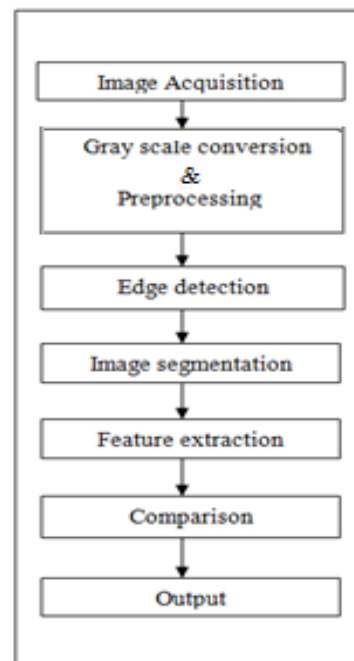 Image Acquisition
Gray scale conversion
&
Preprocessing
Edge detection
Image segmentation
Feature extraction
Comparison
Output